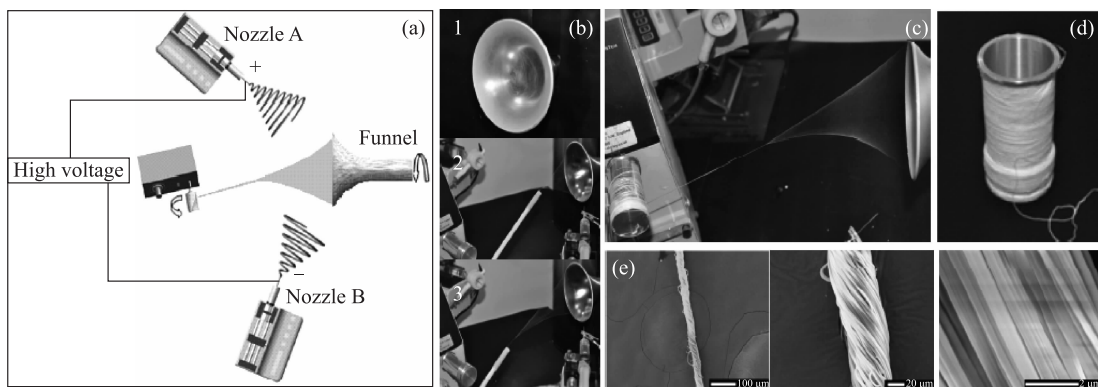 (a)
Nozzle A
+
High voltage
Funnel
−
Nozzle B
(b)
1
2
3
(c)
(d)
(e)
100 μm
20 μm
2 μm